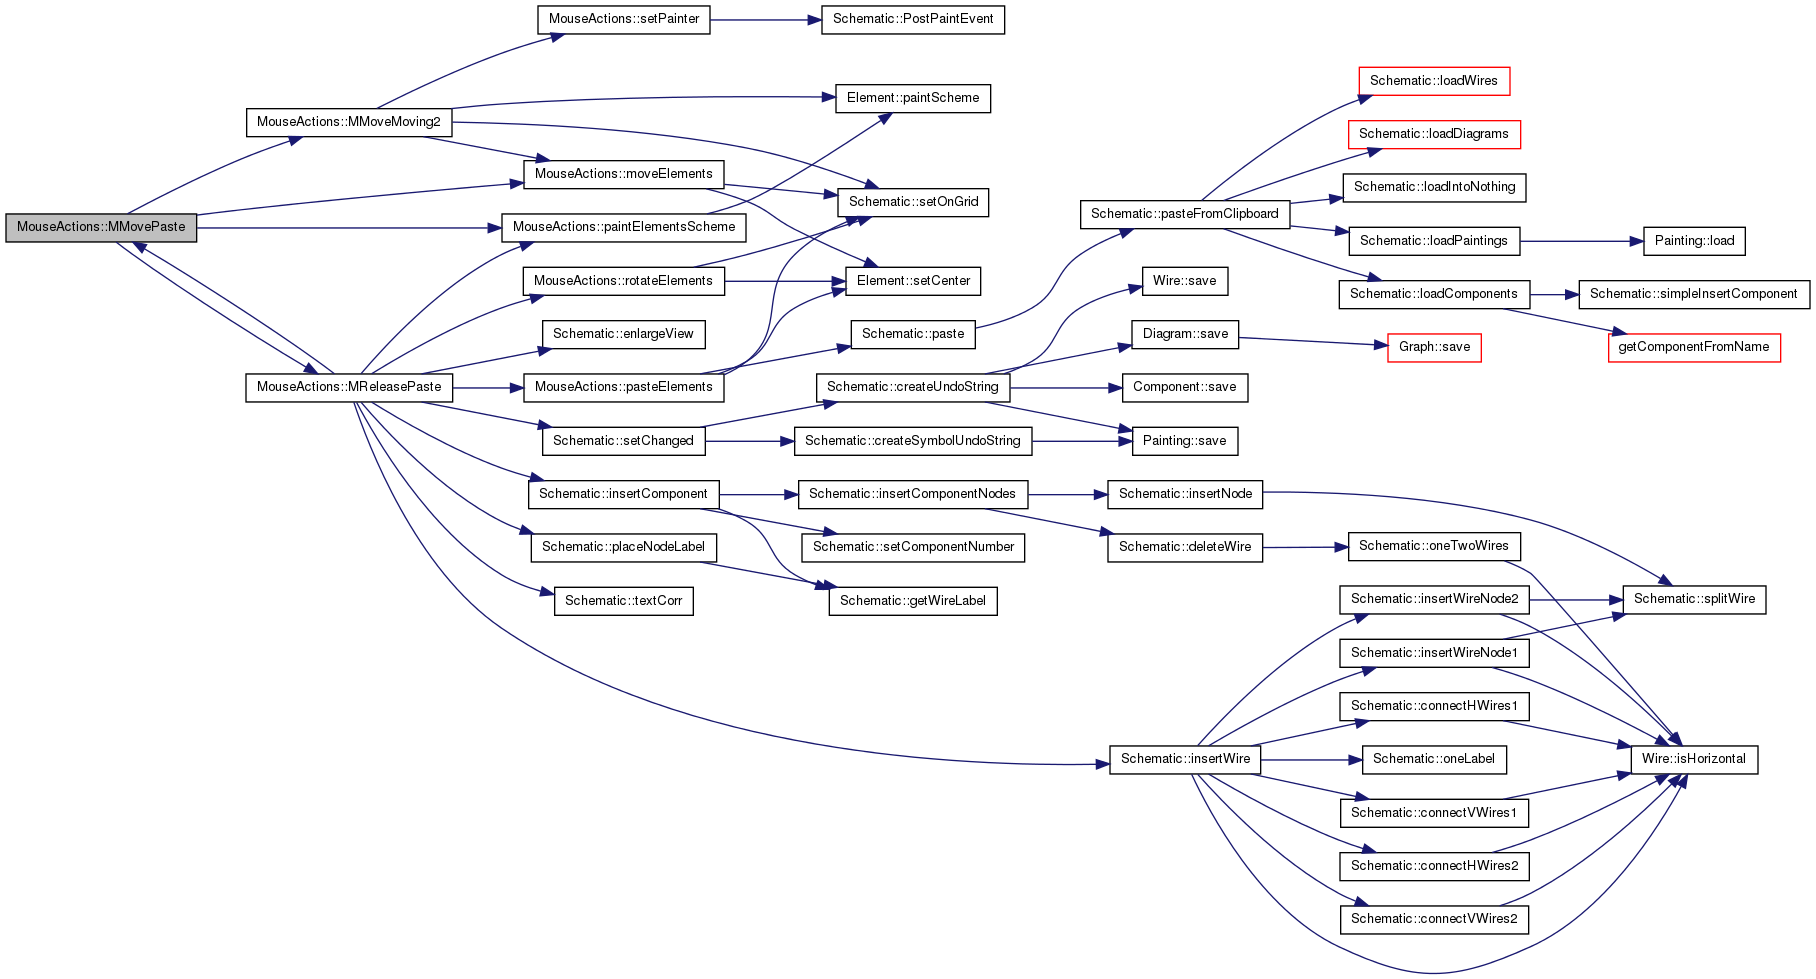 MouseActions::setPainter
Schematic::PostPaintEvent
Schematic::loadWires
Element::paintScheme
MouseActions::MMoveMoving2
Schematic::loadDiagrams
MouseActions::moveElements
Schematic::loadIntoNothing
Schematic::setOnGrid
Schematic::pasteFromClipboard
MouseActions::MMovePaste
MouseActions::paintElementsScheme
Schematic::loadPaintings
Painting::load
MouseActions::rotateElements
Element::setCenter
Wire::save
Schematic::loadComponents
Schematic::simpleInsertComponent
Schematic::enlargeView
Schematic::paste
Diagram::save
Graph::save
getComponentFromName
MouseActions::MReleasePaste
MouseActions::pasteElements
Schematic::createUndoString
Component::save
Schematic::setChanged
Schematic::createSymbolUndoString
Painting::save
Schematic::insertComponent
Schematic::insertComponentNodes
Schematic::insertNode
Schematic::placeNodeLabel
Schematic::setComponentNumber
Schematic::deleteWire
Schematic::oneTwoWires
Schematic::textCorr
Schematic::getWireLabel
Schematic::insertWireNode2
Schematic::splitWire
Schematic::insertWireNode1
Schematic::connectHWires1
Schematic::insertWire
Schematic::oneLabel
Wire::isHorizontal
Schematic::connectVWires1
Schematic::connectHWires2
Schematic::connectVWires2